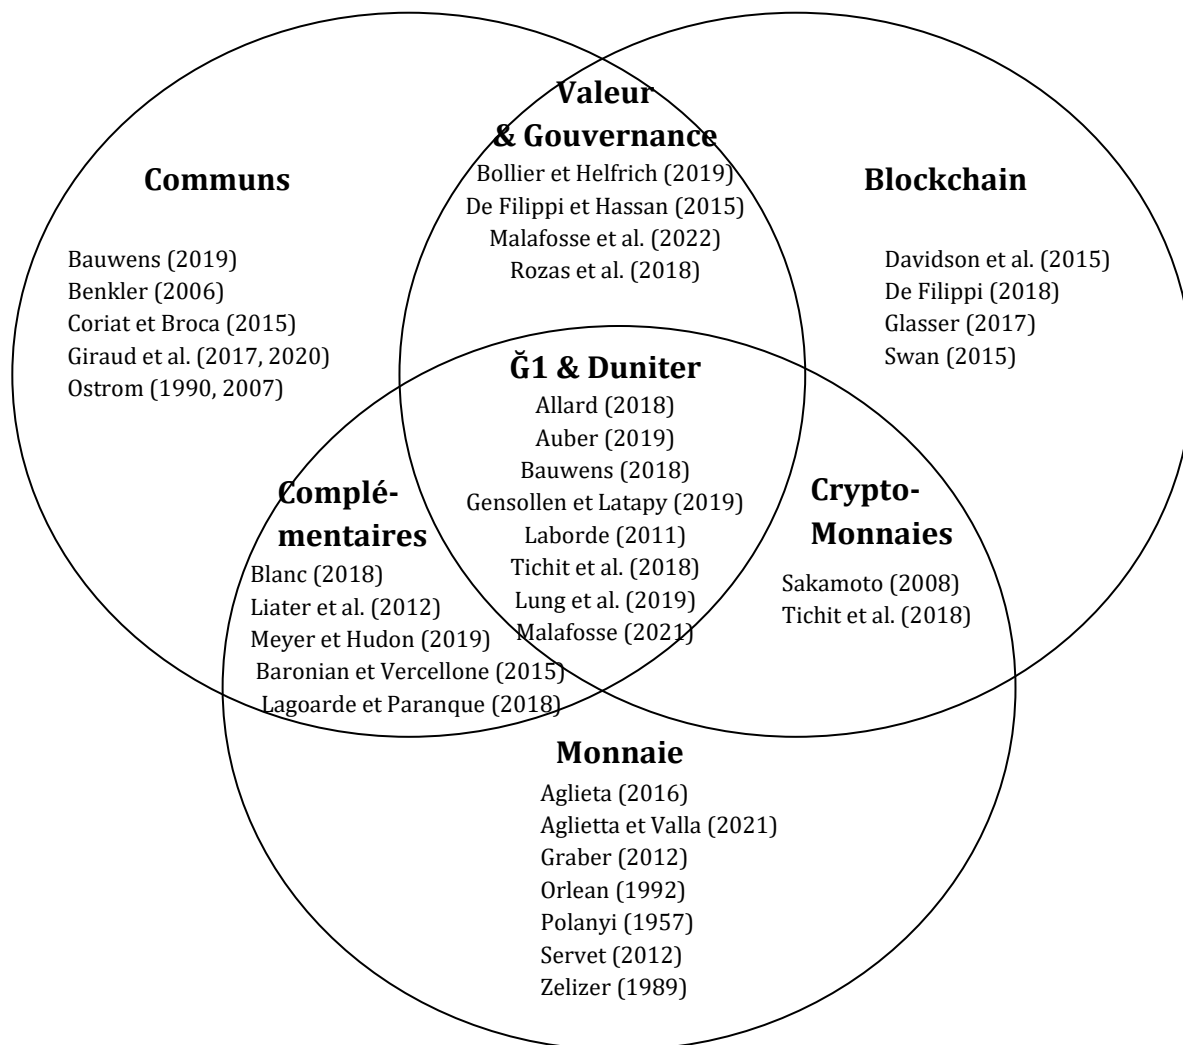 Valeur
& Gouvernance
Bollier et Helfrich (2019)
De Filippi et Hassan (2015)
Malafosse et al. (2022)
Rozas et al. (2018)
Communs
Bauwens (2019)
Benkler (2006)
Coriat et Broca (2015)
Giraud et al. (2017, 2020)
Ostrom (1990, 2007)
Blockchain
Davidson et al. (2015)
De Filippi (2018)
Glasser (2017)
Swan (2015)
Ğ1 & Duniter
Allard (2018)
Auber (2019)
Bauwens (2018)
Gensollen et Latapy (2019)
Laborde (2011)
Tichit et al. (2018)
Lung et al. (2019)
Malafosse (2021)
Complé-
mentaires
Blanc (2018)
Liater et al. (2012)
Meyer et Hudon (2019)
Baronian et Vercellone (2015)
Lagoarde et Paranque (2018)
Crypto-
Monnaies
Sakamoto (2008)
Tichit et al. (2018)
Monnaie
Aglieta (2016)
Aglietta et Valla (2021)
Graber (2012)
Orlean (1992)
Polanyi (1957)
Servet (2012)
Zelizer (1989)